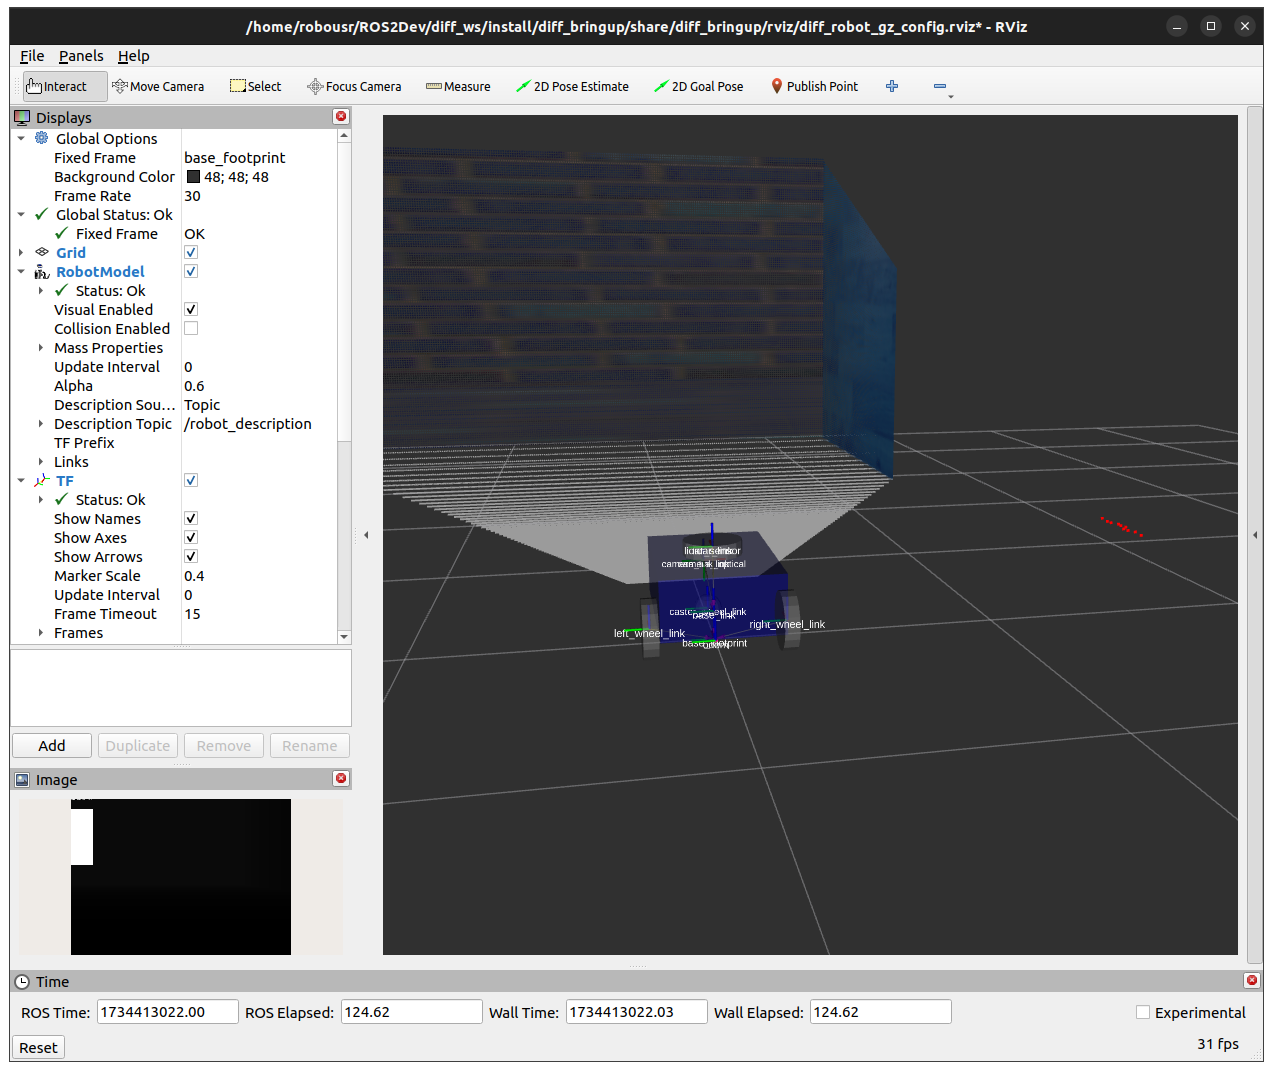 /home/robousr/ROS2Dev/diff_ws/install/diff_bringup/share/diff_bringup/rviz/diff_robot_gz_config.rviz* - RViz
File Panels Help
Interact Move Camera Select Focus Camera Measure 2D Pose Estimate 2D Goal Pose Publish Point
Displays
Global Options
Fixed Frame base_footprint
Background Color 48; 48; 48
Frame Rate 30
Global Status: Ok
Fixed Frame OK
Grid
RobotModel
Status: Ok
Visual Enabled
Collision Enabled
Mass Properties
Update Interval 0
Alpha 0.6
Description Sou... Topic
Description Topic /robot_description
TF Prefix
Links
TF
Status: Ok
Show Names
Show Axes
Show Arrows
Marker Scale 0.4
Update Interval 0
Frame Timeout 15
Frames
base_link
left_wheel_link
right_wheel_link
base_footprint
Add Duplicate Remove Rename
Image
Time
ROS Time: 1734413022.00 ROS Elapsed: 124.62 Wall Time: 1734413022.03 Wall Elapsed: 124.62 Experimental
Reset 31 fps